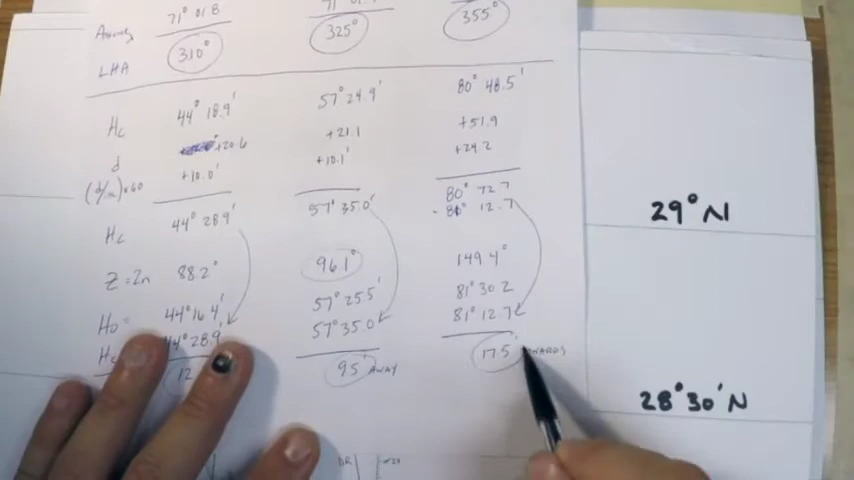 71° 01.8
Assumed
310° 325° 355°
LHA
Hc 44° 18.9' 57° 24.9' 80° 48.5'
d +20.6 +21.1 +51.9
(d/60)×60 +10.0' +10.1' +24.2
Hc 44° 28.9' 57° 35.0' 80° 72.7
- 80° 12.7
Z = Zn 88.2° 96.1° 149.4°
Ho = 44° 16.4' 57° 25.5' 81° 30.2
Hc 44° 28.9' 57° 35.0 81° 12.7
12 9.5' AWAY 17.5'
29° N
28° 30' N
DR